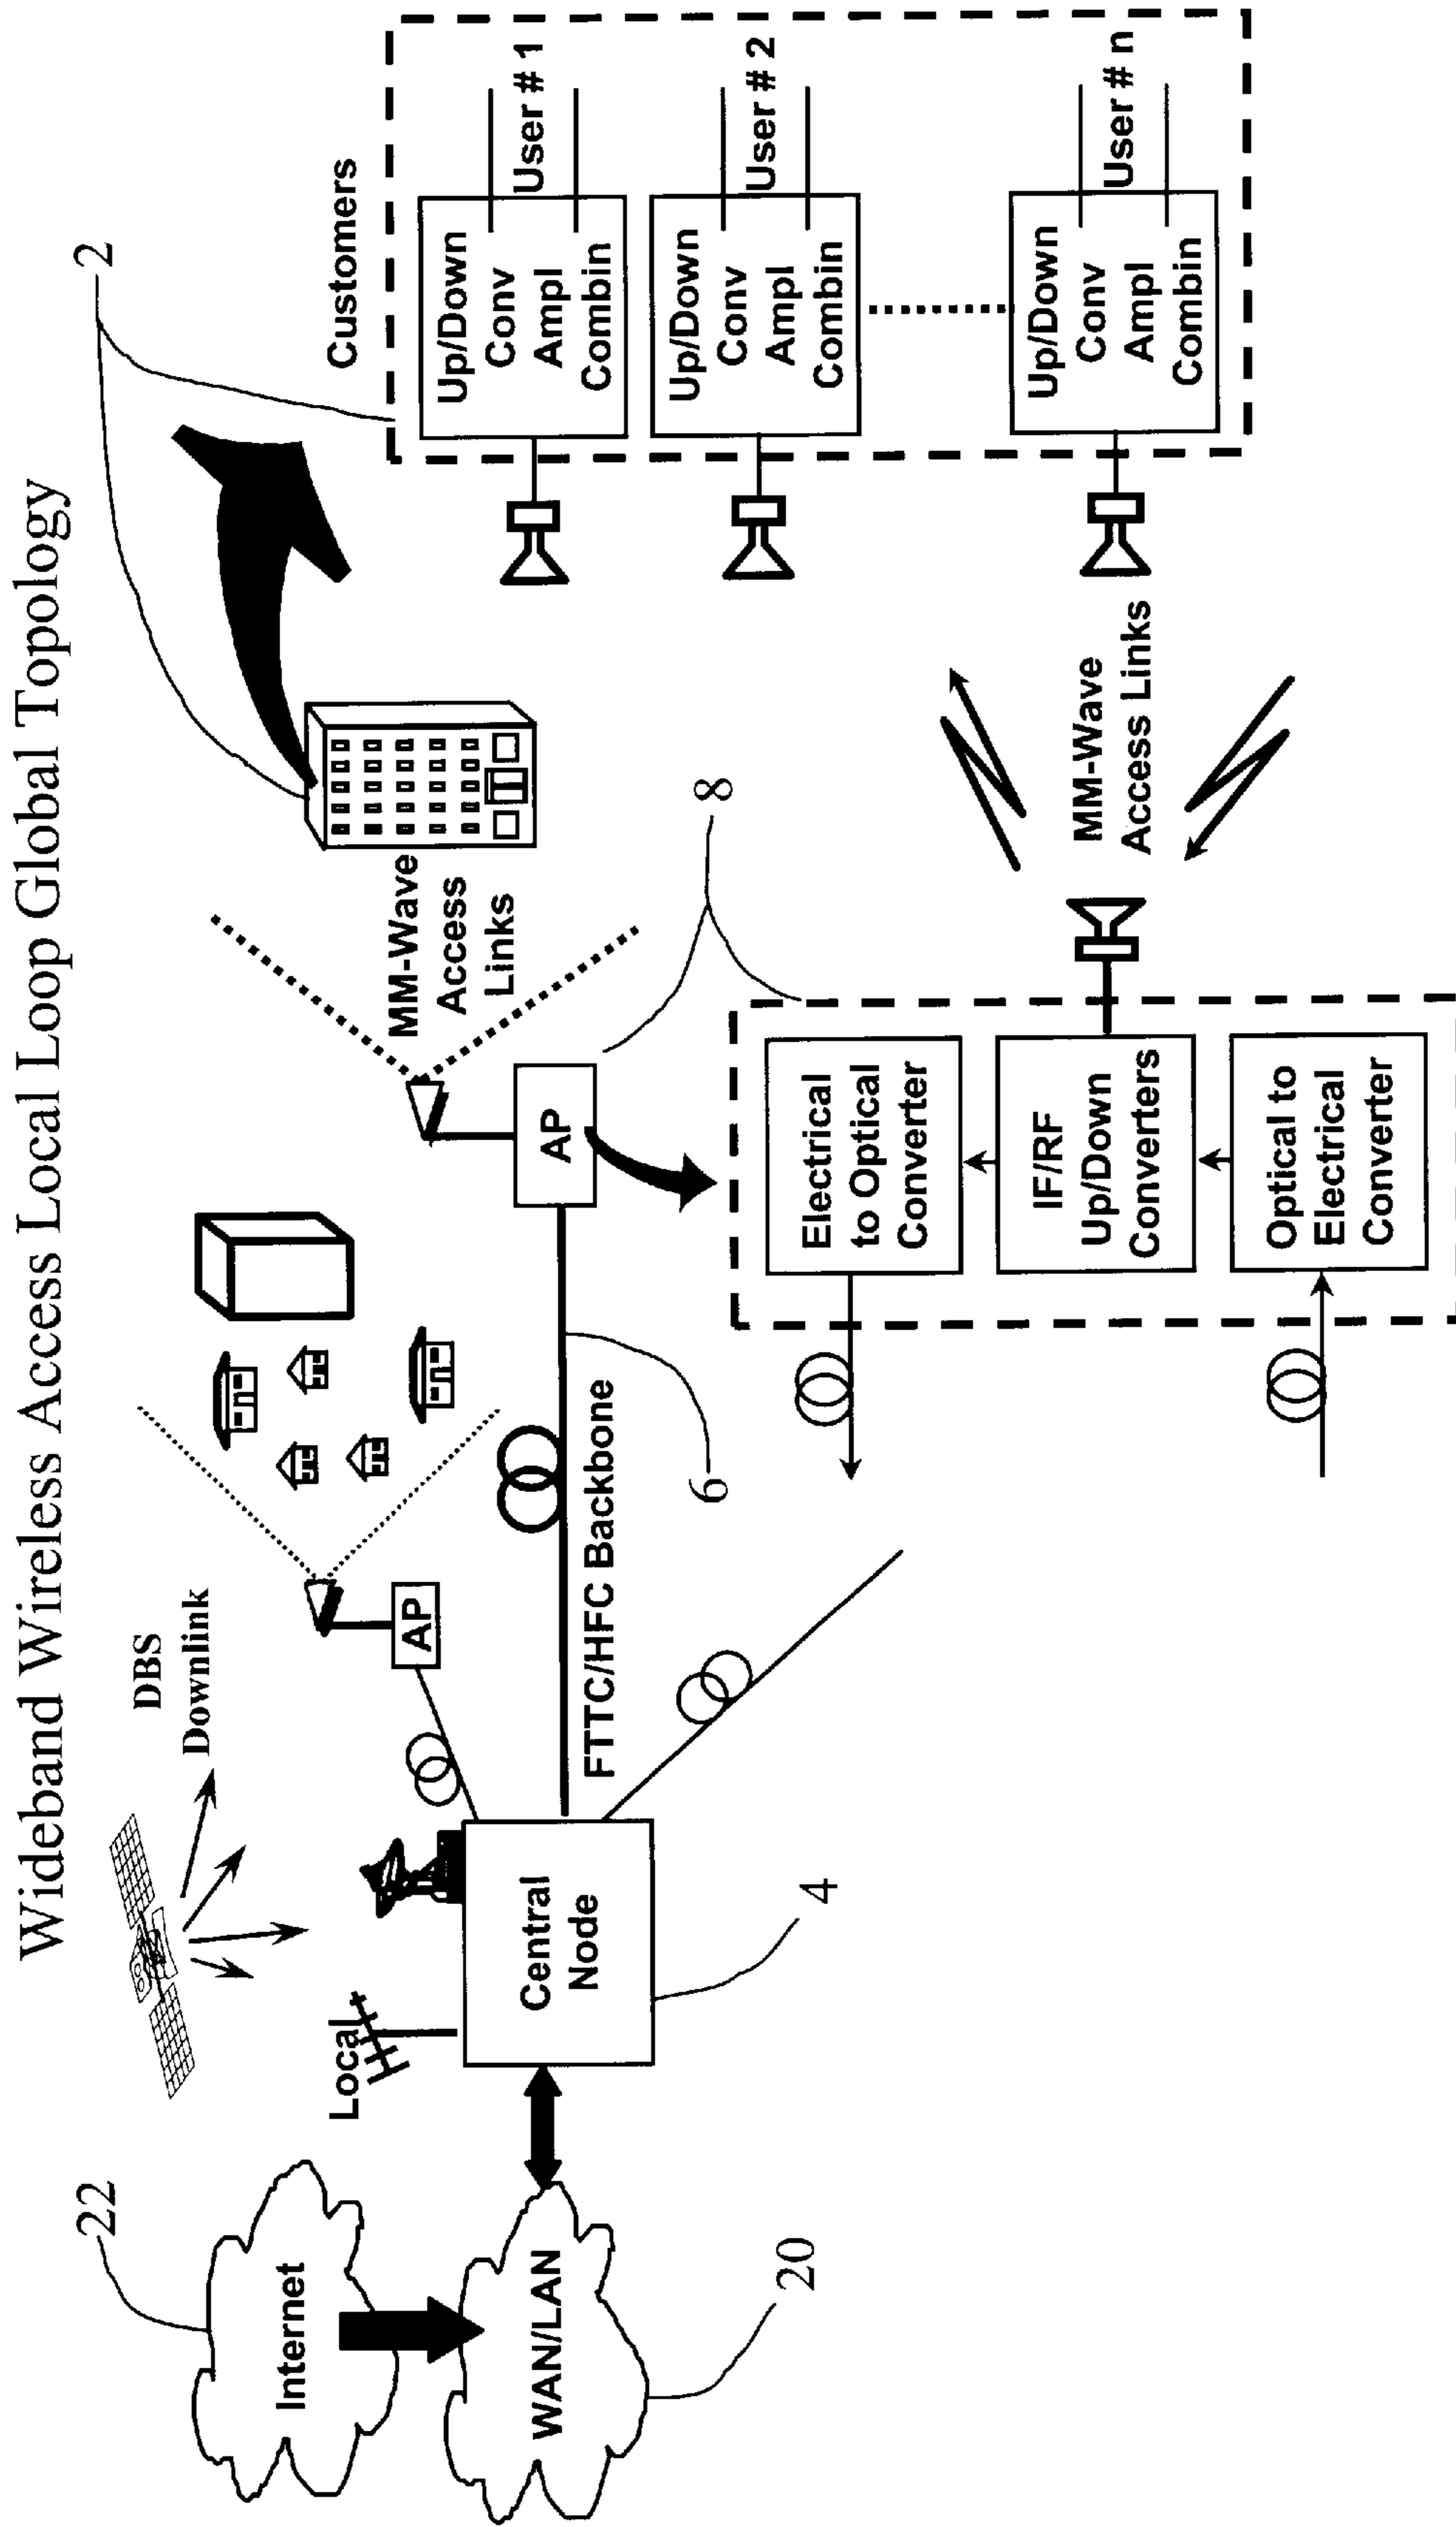 Wideband Wireless Access Local Loop Global Topology
DBS
Downlink
2
22
Internet
Local
Central
Node
4
WAN/LAN
20
AP
FTTC/HFC Backbone
6
AP
8
MM-Wave
Access
Links
Customers
Up/Down
Conv
Ampl
Combin
User # 1
Up/Down
Conv
Ampl
Combin
User # 2
Up/Down
Conv
Ampl
Combin
User # n
Electrical
to Optical
Converter
IF/RF
Up/Down
Converters
Optical to
Electrical
Converter
MM-Wave
Access Links